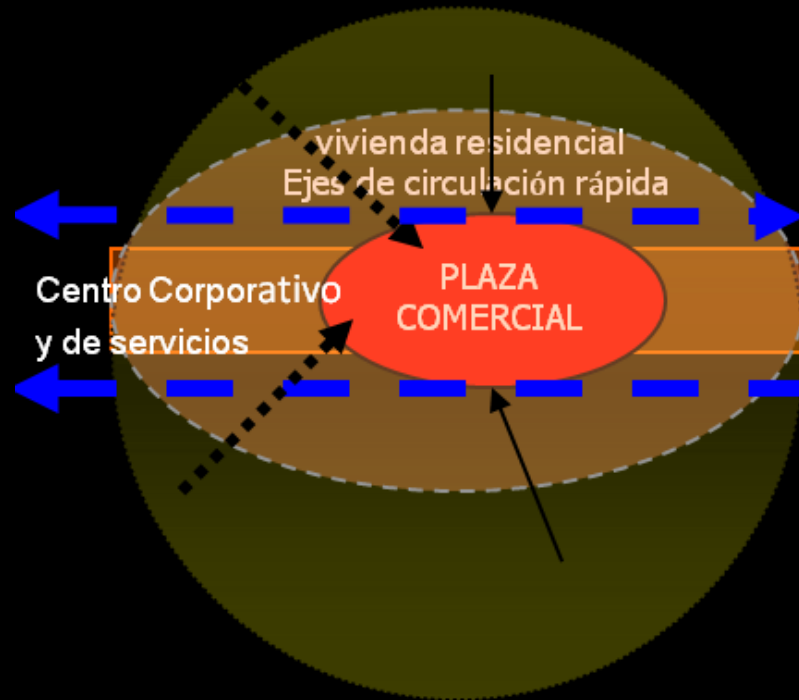 vivienda residencial
Ejes de circulación rápida
PLAZA
COMERCIAL
Centro Corporativo
y de servicios